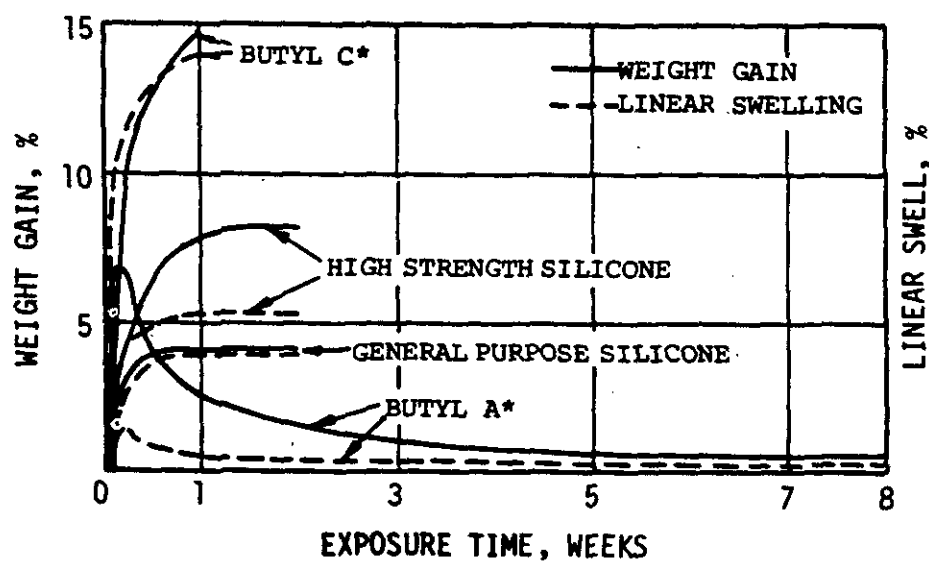 15
BUTYL C*
WEIGHT GAIN
LINEAR SWELLING
WEIGHT GAIN, %
LINEAR SWELL, %
10
HIGH STRENGTH SILICONE
5
GENERAL PURPOSE SILICONE
BUTYL A*
0 1 3 5 7 8
EXPOSURE TIME, WEEKS